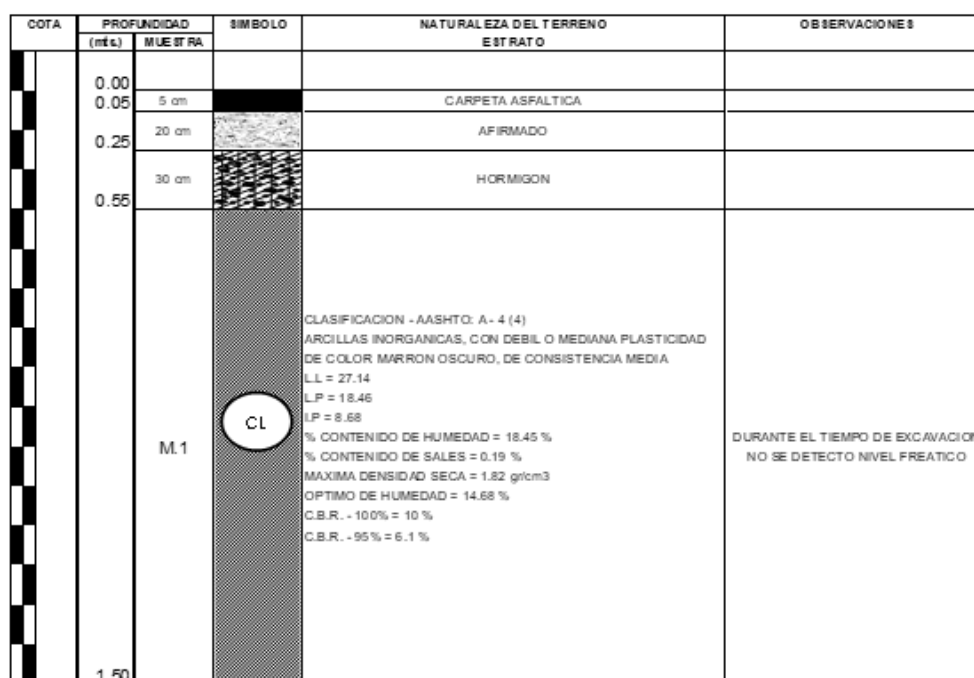 COTA PROFUNDIDAD SIMBOLO NATURALEZA DEL TERRENO OBSERVACIONES
(mts.) MUESTRA ESTRATO
0.00
0.05 5 cm CARPETA ASFALTICA
20 cm AFIRMADO
0.25
30 cm HORMIGON
0.55
CLASIFICACION - AASHTO: A - 4 (4)
ARCILLAS INORGANICAS, CON DEBIL O MEDIANA PLASTICIDAD
DE COLOR MARRON OSCURO, DE CONSISTENCIA MEDIA
L.L = 27.14
L.P = 18.46
I.P = 8.68
CL
% CONTENIDO DE HUMEDAD = 18.45 %
M.1
% CONTENIDO DE SALES = 0.19 %
MAXIMA DENSIDAD SECA = 1.82 gr/cm3
OPTIMO DE HUMEDAD = 14.68 %
C.B.R. - 100% = 10 %
C.B.R. - 95% = 6.1 %
DURANTE EL TIEMPO DE EXCAVACION
NO SE DETECTO NIVEL FREATICO
1.50